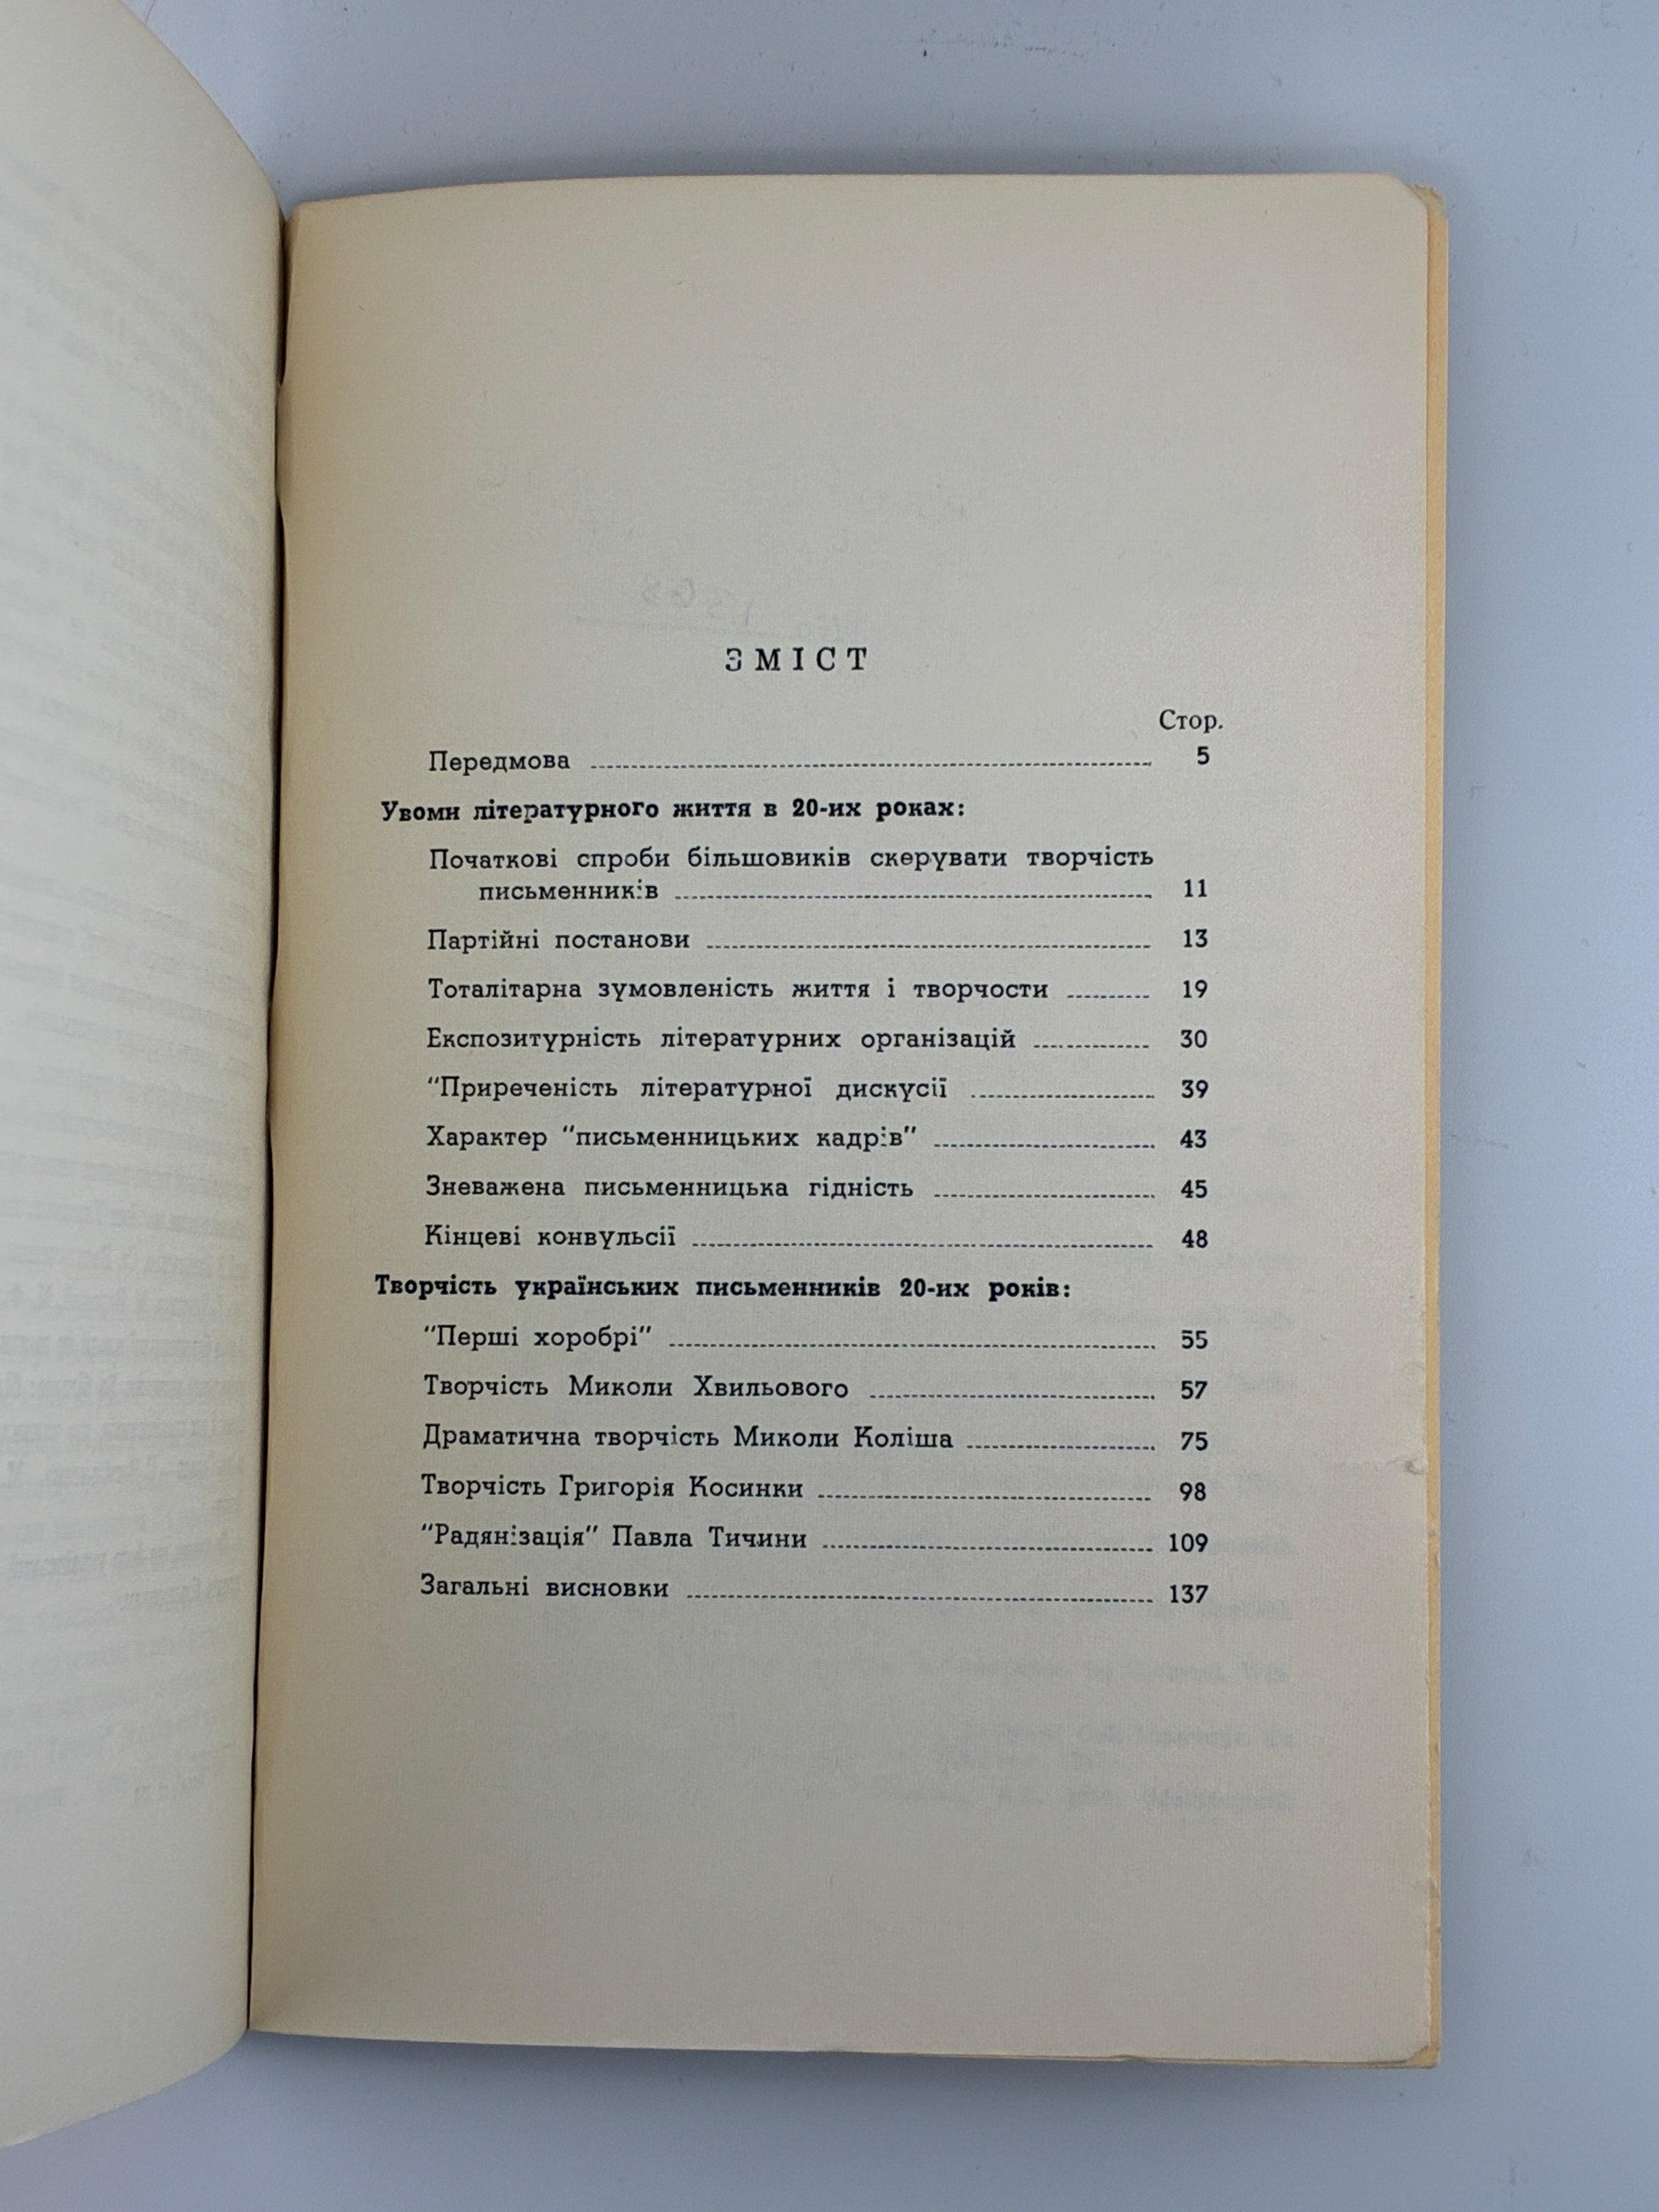 ЗМІСТ
Стор.
Передмова 5
Увоми літературного життя в 20-их роках:
Початкові спроби більшовиків скерувати творчість
письменників 11
Партійні постанови 13
Тоталітарна зумовленість життя і творчости 19
Експозитурність літературних організацій 30
"Приреченість літературної дискусії 39
Характер "письменницьких кадрів" 43
Зневажена письменницька гідність 45
Кінцеві конвульсії 48
Творчість українських письменників 20-их років:
"Перші хоробрі" 55
Творчість Миколи Хвильового 57
Драматична творчість Миколи Коліша 75
Творчість Григорія Косинки 98
"Радянізація" Павла Тичини 109
Загальні висновки 137